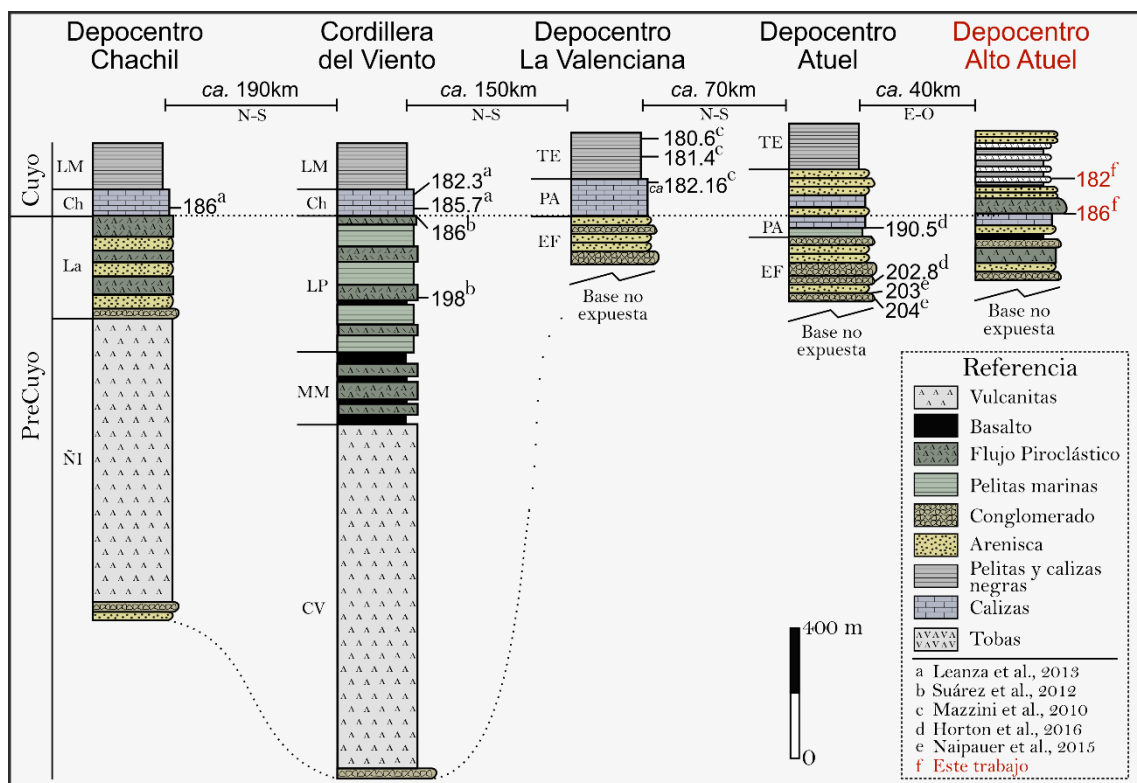 Depocentro
Chachil
Cordillera
del Viento
Depocentro
La Valenciana
Depocentro
Atuel
Depocentro
Alto Atuel
ca. 190km
N-S
ca. 150km
N-S
ca. 70km
N-S
ca. 40km
E-O
Cuyo
PreCuyo
LM
Ch
La
ÑI
186a
LM
Ch
LP
MM
CV
182.3a
185.7a
186b
198b
TE
PA
EF
180.6c
181.4c
ca 182.16c
Base no
expuesta
TE
PA
EF
190.5d
202.8d
203e
204e
Base no
expuesta
182f
186f
Base no
expuesta
400 m
0
Referencia
Vulcanitas
Basalto
Flujo Piroclástico
Pelitas marinas
Conglomerado
Arenisca
Pelitas y calizas
negras
Calizas
Tobas
a Leanza et al., 2013
b Suárez et al., 2012
c Mazzini et al., 2010
d Horton et al., 2016
e Naipauer et al., 2015
f Este trabajo